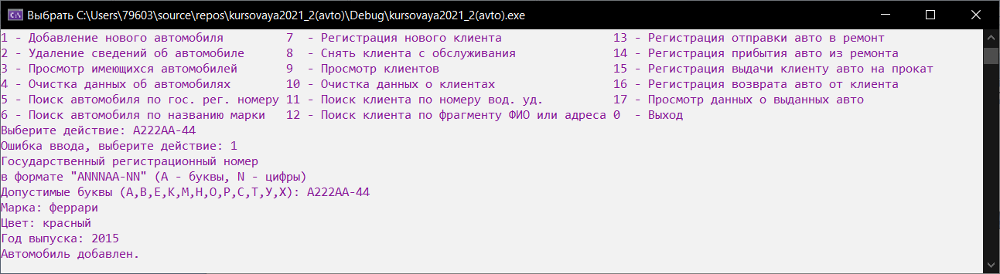 Выбрать C:\Users\79603\source\repos\kursovaya2021_2(avto)\Debug\kursovaya2021_2(avto).exe
1 - Добавление нового автомобиля 7 - Регистрация нового клиента 13 - Регистрация отправки авто в ремонт
2 - Удаление сведений об автомобиле 8 - Снять клиента с обслуживания 14 - Регистрация прибытия авто из ремонта
3 - Просмотр имеющихся автомобилей 9 - Просмотр клиентов 15 - Регистрация выдачи клиенту авто на прокат
4 - Очистка данных об автомобилях 10 - Очистка данных о клиентах 16 - Регистрация возврата авто от клиента
5 - Поиск автомобиля по гос. рег. номеру 11 - Поиск клиента по номеру вод. уд. 17 - Просмотр данных о выданных авто
6 - Поиск автомобиля по названию марки 12 - Поиск клиента по фрагменту ФИО или адреса 0 - Выход
Выберите действие: А222АА-44
Ошибка ввода, выберите действие: 1
Государственный регистрационный номер
в формате "ANNNAA-NN" (А - буквы, N - цифры)
Допустимые буквы (А,В,Е,К,М,Н,О,Р,С,Т,У,Х): А222АА-44
Марка: феррари
Цвет: красный
Год выпуска: 2015
Автомобиль добавлен.